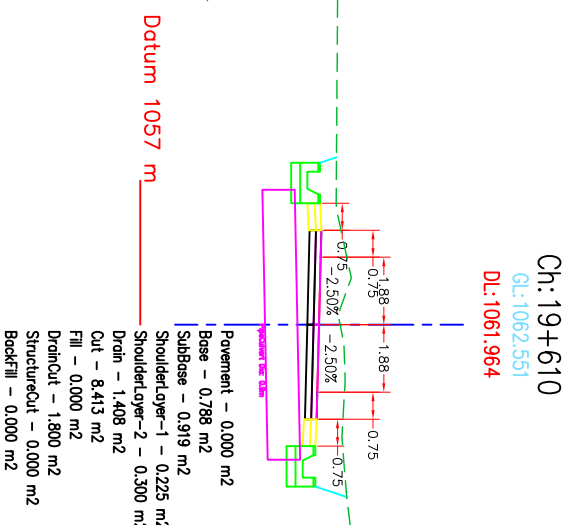 Ch:19+610
GL:1062.551
DL:1061.964
1.88
1.88
0.75
0.75
0.75
0.75
-2.50%
-2.50%
Datum 1057 m
Pavement - 0.000 m2
Base - 0.788 m2
SubBase - 0.919 m2
ShoulderLayer-1 - 0.225 m2
ShoulderLayer-2 - 0.300 m2
Drain - 1.408 m2
Cut - 8.413 m2
Fill - 0.000 m2
DrainCut - 1.800 m2
StructureCut - 0.000 m2
BackFill - 0.000 m2